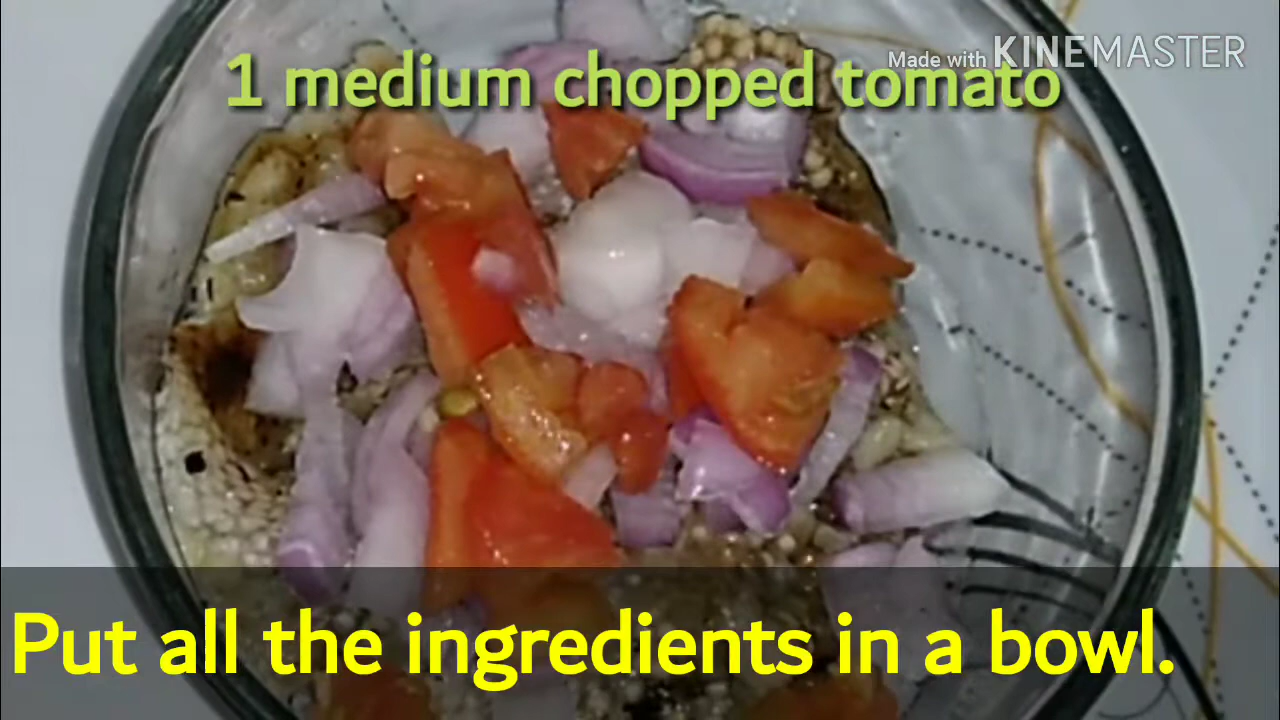 Made with KINEMASTER
1 medium chopped tomato
Put all the ingredients in a bowl.